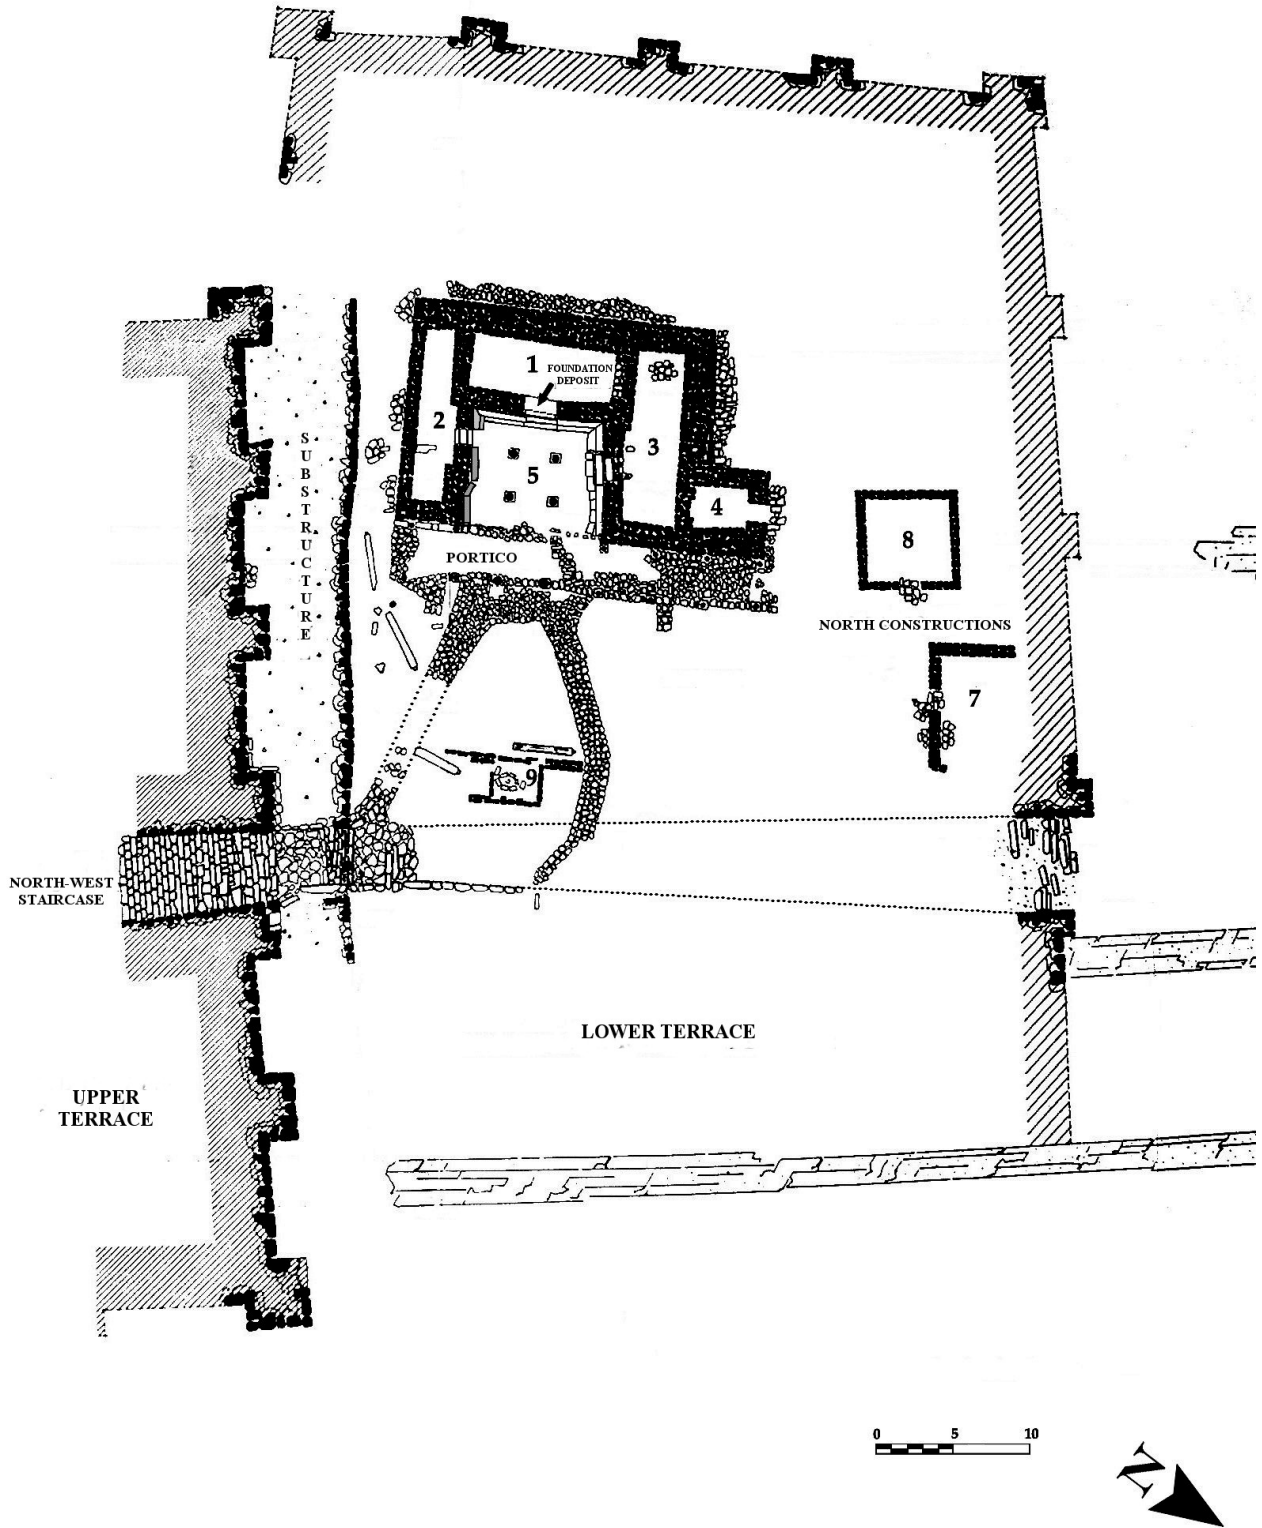 1
FOUNDATION
DEPOSIT
2
3
5
4
SUBSTRUCTURE
PORTICO
8
NORTH CONSTRUCTIONS
7
9
NORTH-WEST
STAIRCASE
LOWER TERRACE
UPPER
TERRACE
0 5 10
N